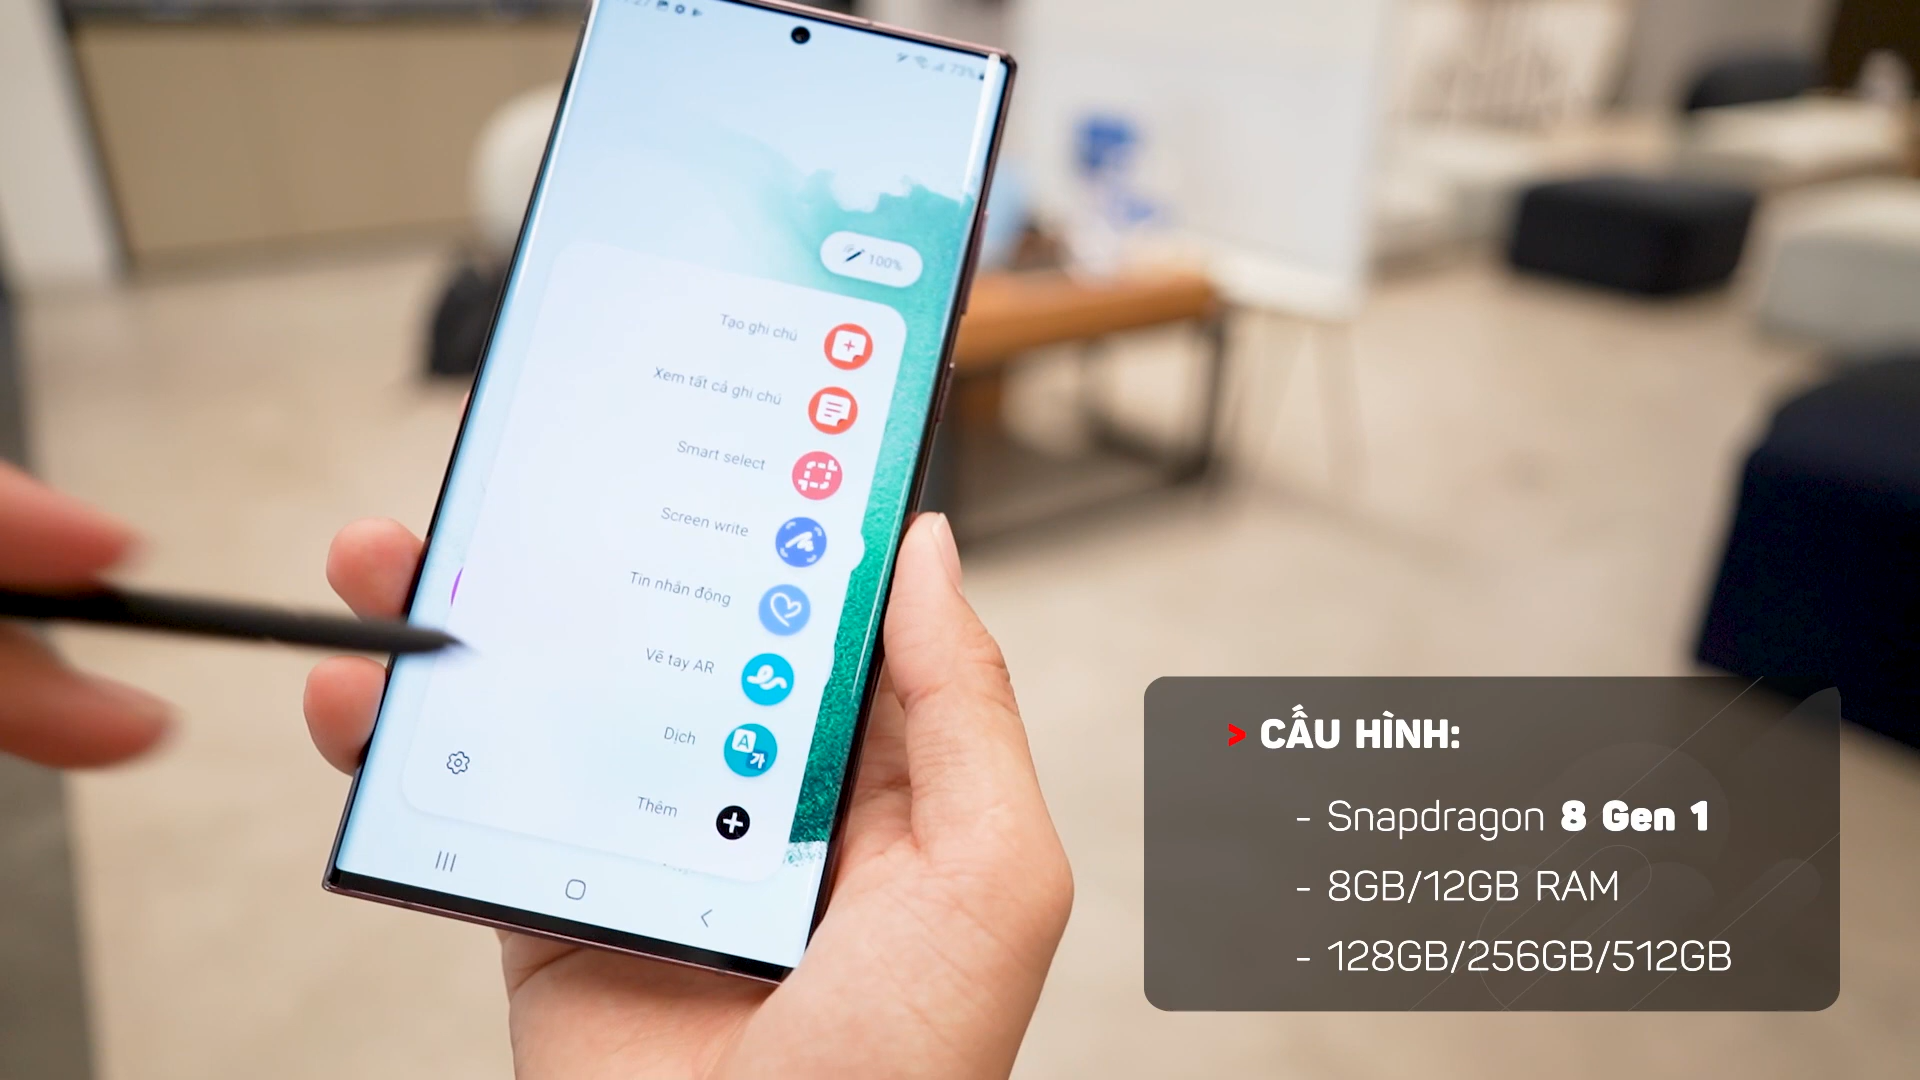 73%
100%
Tạo ghi chú
Xem tất cả ghi chú
Smart select
Screen write
Tin nhắn động
Vẽ tay AR
Dịch
Thêm
> CẤU HÌNH:
- Snapdragon 8 Gen 1
- 8GB/12GB RAM
- 128GB/256GB/512GB